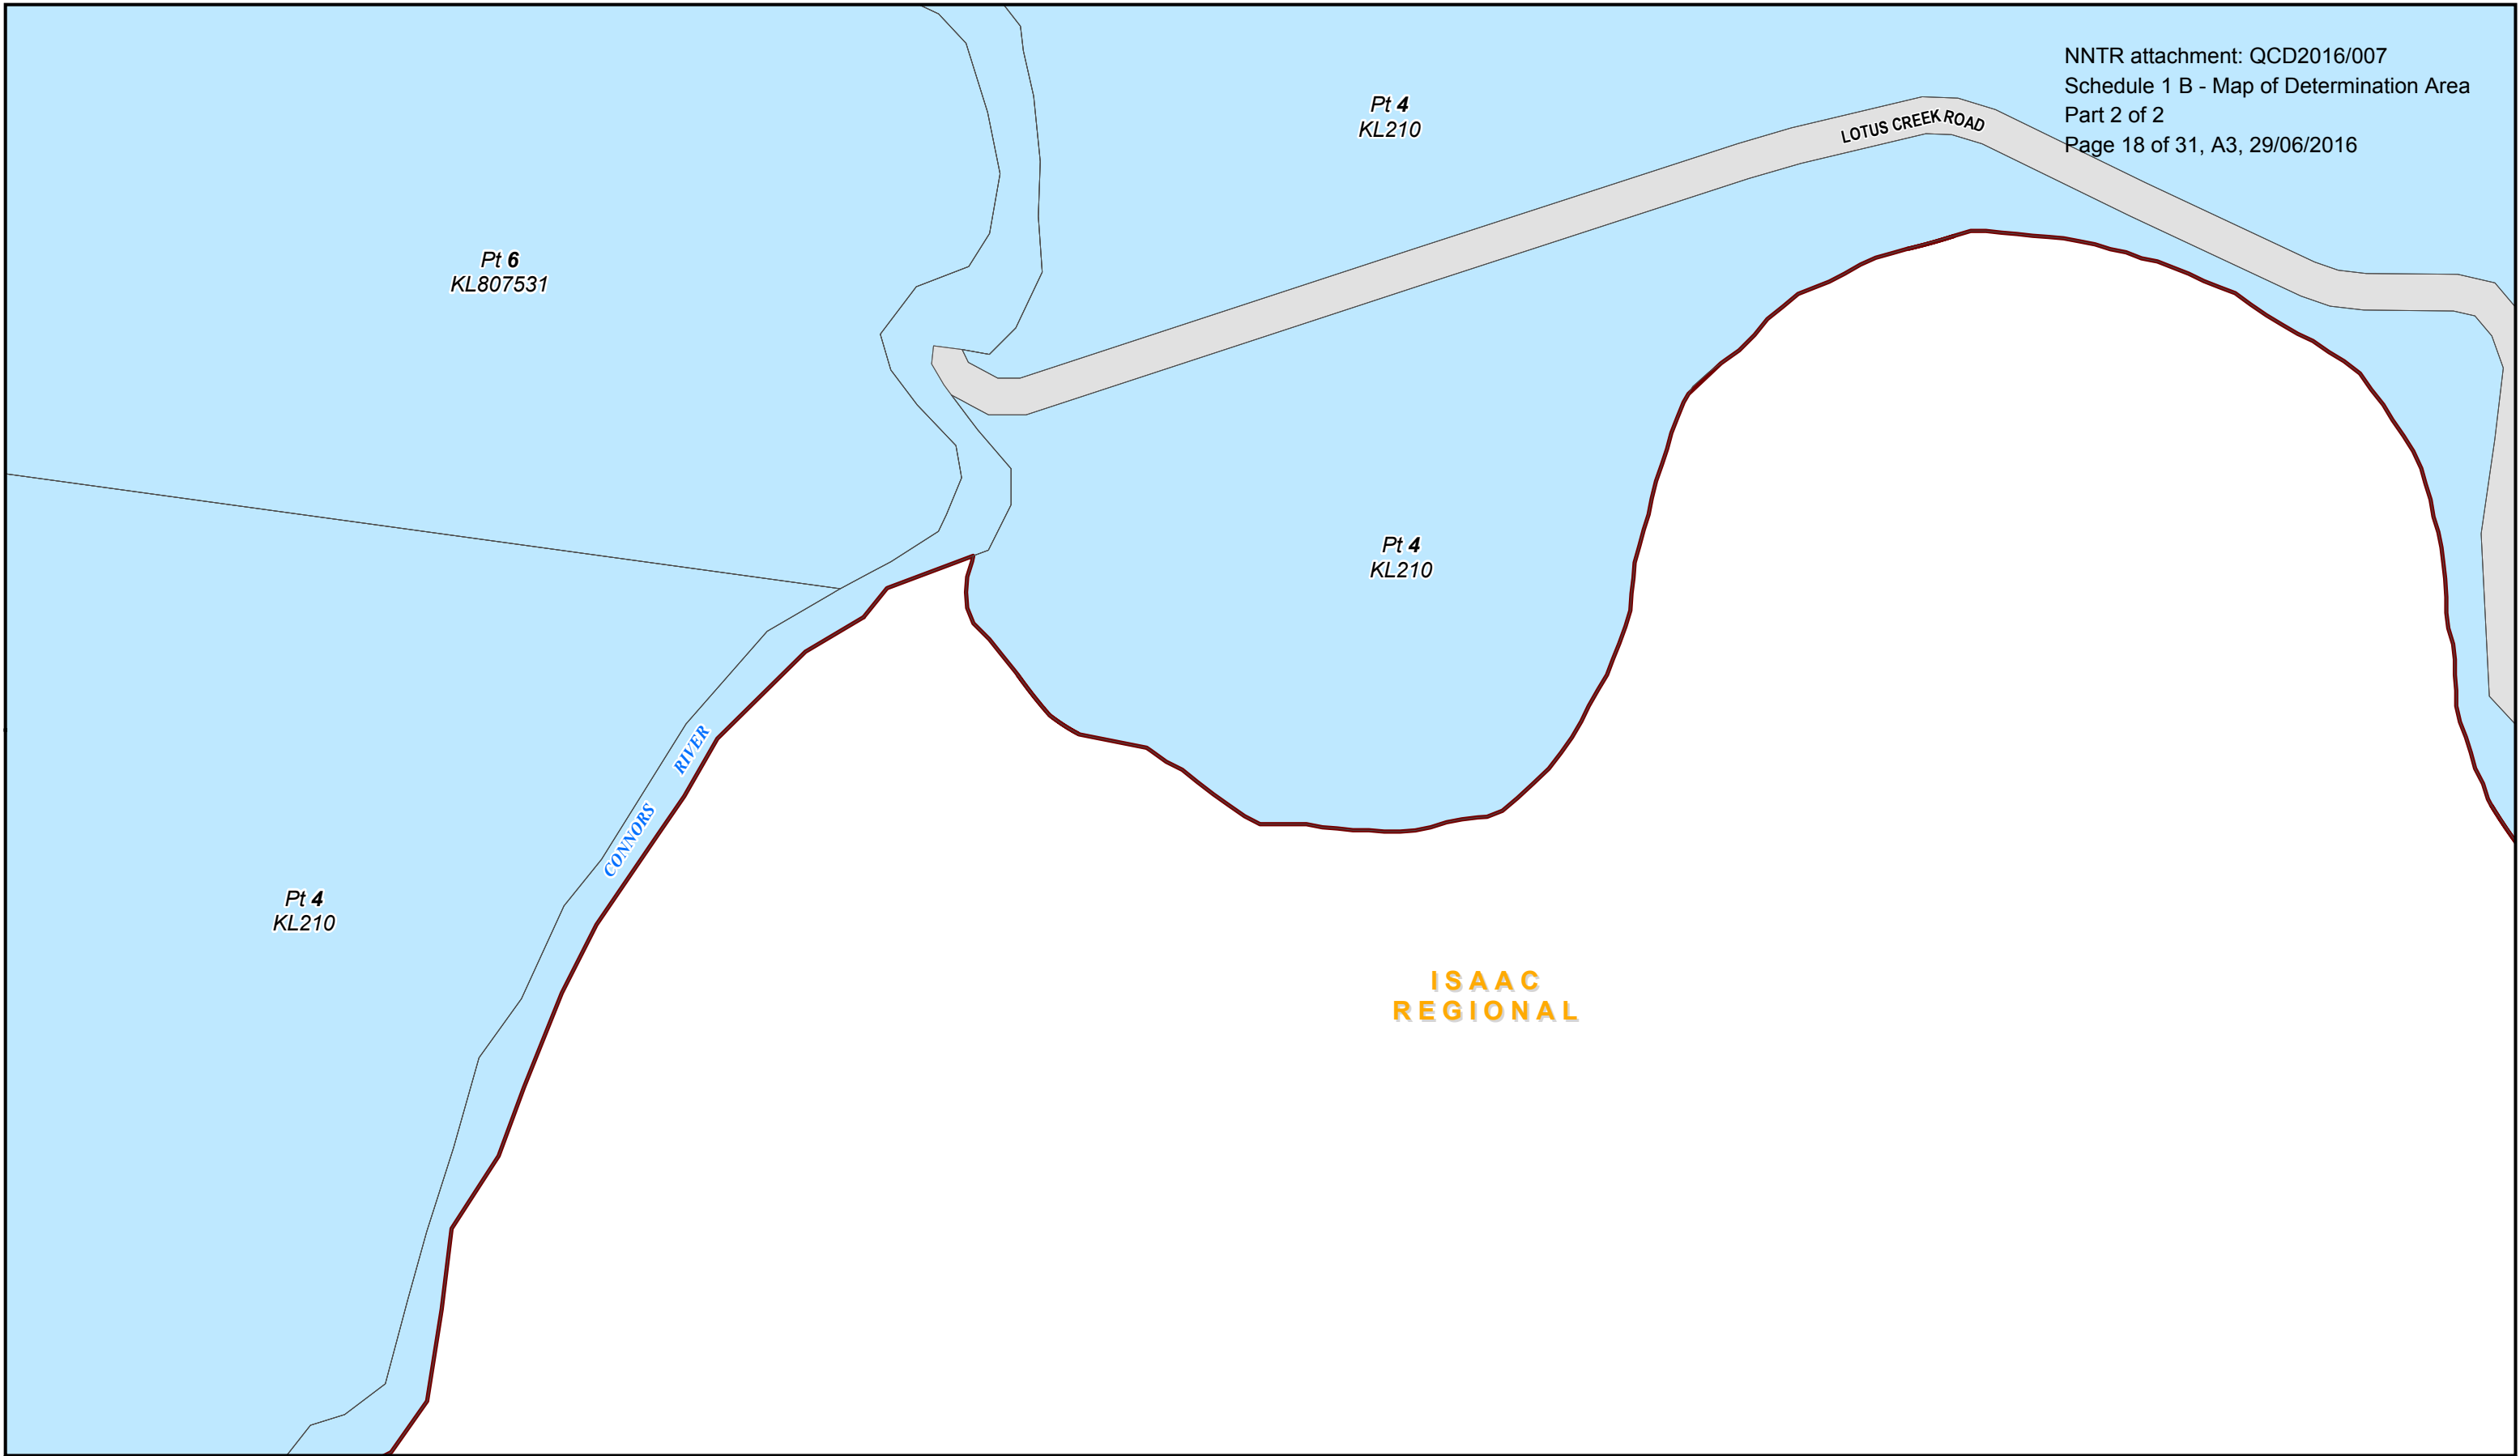 NNTR attachment: QCD2016/007
Schedule 1 B - Map of Determination Area
Part 2 of 2
Page 18 of 31, A3, 29/06/2016
Pt 4
KL210
LOTUS CREEK ROAD
Pt 6
KL807531
Pt 4
KL210
CONNORS RIVER
Pt 4
KL210
ISAAC
REGIONAL